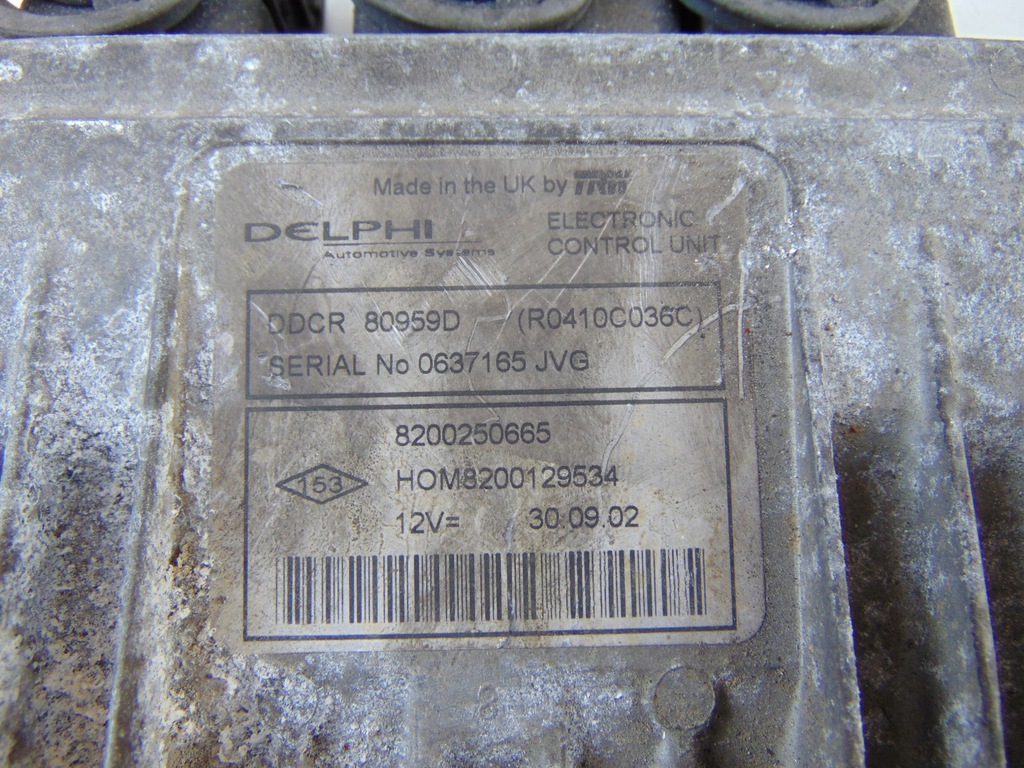 Made in the UK by TRW
DELPHI
Automotive Systems
ELECTRONIC
CONTROL UNIT
DDCR 80959D (R0410C036C)
SERIAL No 0637165 JVG
8200250665
153
HOM8200129534
12V= 30.09.02